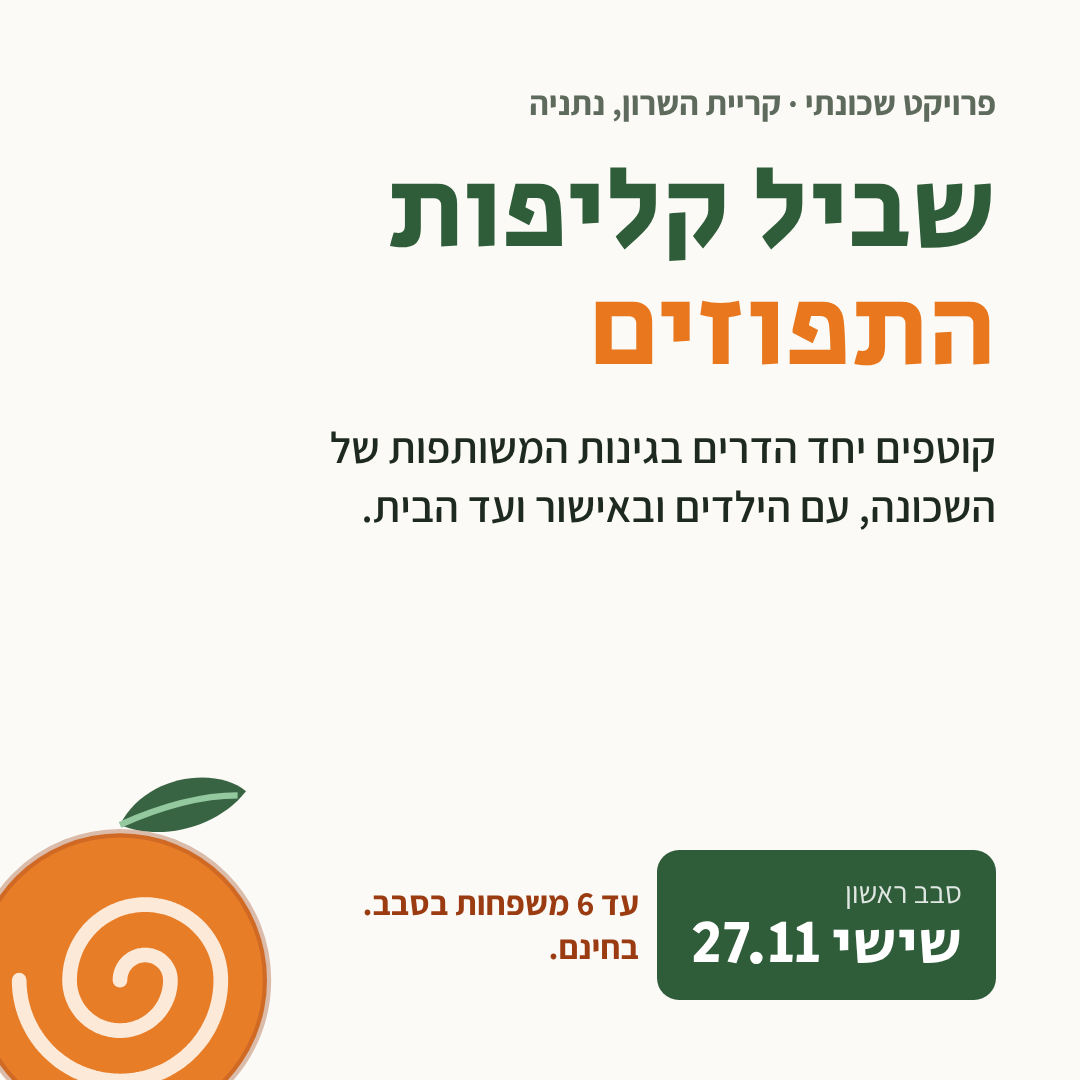 פרויקט שכונתי · קריית השרון, נתניה
שביל קליפות
התפוזים
קוטפים יחד הדרים בגינות המשותפות של
השכונה, עם הילדים ובאישור ועד הבית.
סבב ראשון
שישי 27.11
עד 6 משפחות בסבב.
בחינם.